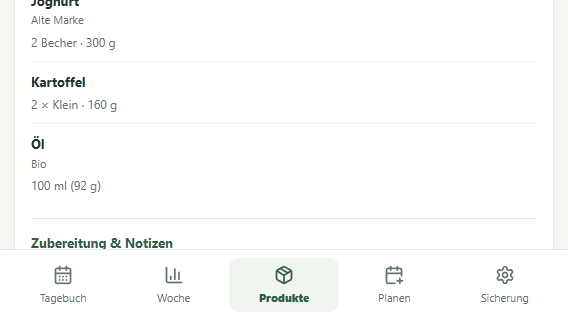 Joghurt
Alte Marke
2 Becher · 300 g
Kartoffel
2 × Klein · 160 g
Öl
Bio
100 ml (92 g)
Zubereitung & Notizen
Tagebuch
Woche
Produkte
Planen
Sicherung